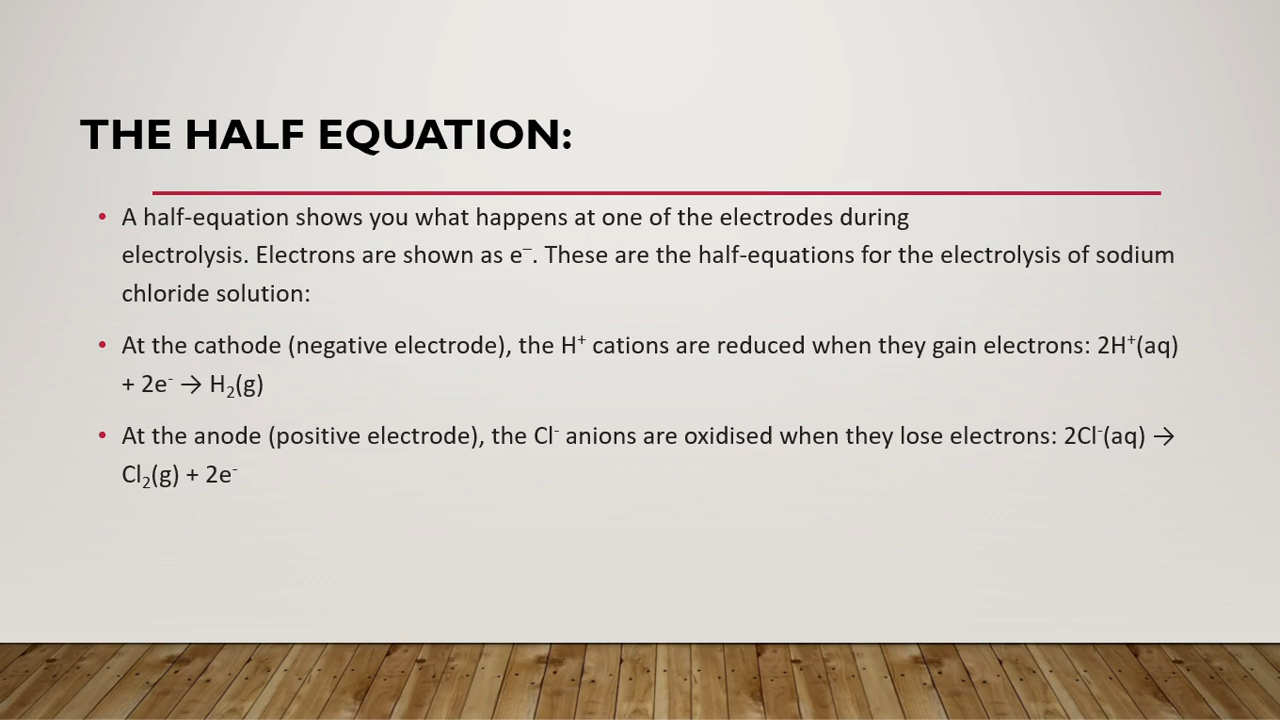 THE HALF EQUATION:
• A half-equation shows you what happens at one of the electrodes during
electrolysis. Electrons are shown as e⁻. These are the half-equations for the electrolysis of sodium
chloride solution:
• At the cathode (negative electrode), the H⁺ cations are reduced when they gain electrons: 2H⁺(aq)
+ 2e⁻ → H₂(g)
• At the anode (positive electrode), the Cl⁻ anions are oxidised when they lose electrons: 2Cl⁻(aq) →
Cl₂(g) + 2e⁻